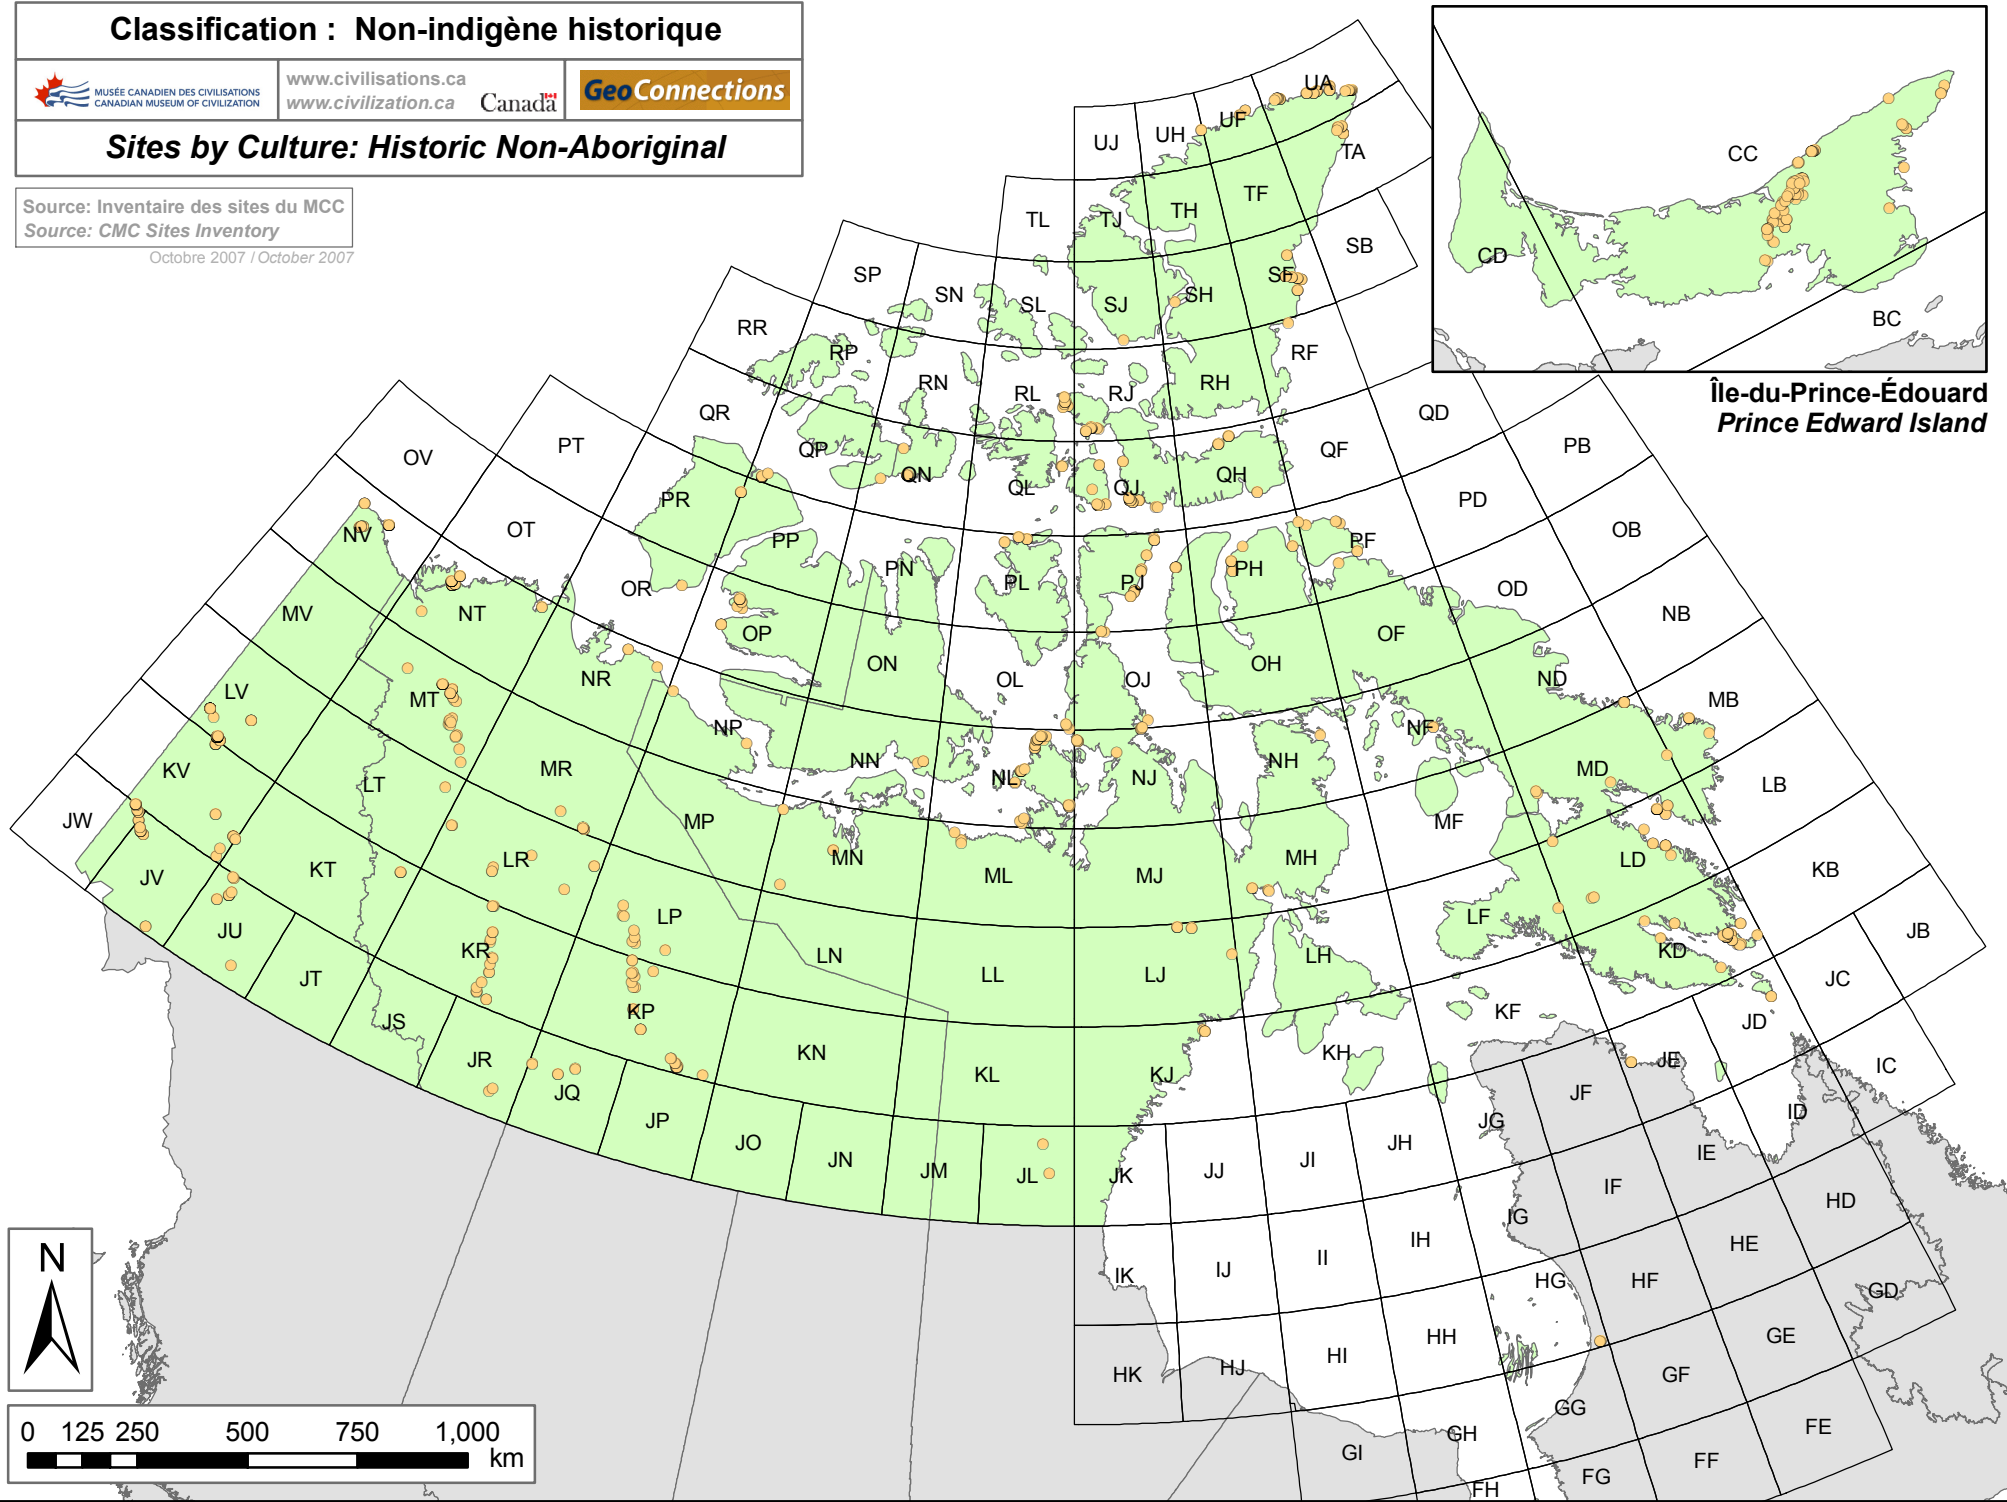 Classification : Non-indigène historique
MUSÉE CANADIEN DES CIVILISATIONS
CANADIAN MUSEUM OF CIVILIZATION
www.civilisations.ca
www.civilization.ca
Canada
GeoConnections
Sites by Culture: Historic Non-Aboriginal
Source: Inventaire des sites du MCC
Source: CMC Sites Inventory
Octobre 2007 / October 2007
CC
CD
BC
Île-du-Prince-Édouard
Prince Edward Island
UJ UH UF UA
TA
TL TJ TH TF
SP SN SL SJ SH SF SB
RR RP RN RL RJ RH RF
QR QP QN QL QJ QH QF QD
PT PR PP PN PL PJ PH PF PD PB
OV OT OR OP ON OL OJ OH OF OD OB
NV NT NR NP NN NL NJ NH NF ND NB
MV MT MR MP MN ML MJ MH MF MD MB
LV LT LR LP LN LL LJ LH LF LD LB
KV KT KR KP KN KL KJ KH KF KD KB
JW JV JU JT JS JR JQ JP JO JN JM JL JK JJ JI JH JG JF JE JD JC JB
IK IJ II IH IG IF IE ID IC
HK HJ HI HH HG HF HE HD
GI GH GG GF GE GD
FH FG FF FE
N
0 125 250 500 750 1,000
km